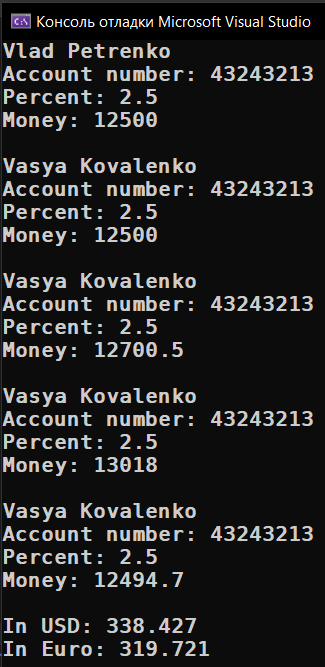 Консоль отладки Microsoft Visual Studio
Vlad Petrenko
Account number: 43243213
Percent: 2.5
Money: 12500
Vasya Kovalenko
Account number: 43243213
Percent: 2.5
Money: 12500
Vasya Kovalenko
Account number: 43243213
Percent: 2.5
Money: 12700.5
Vasya Kovalenko
Account number: 43243213
Percent: 2.5
Money: 13018
Vasya Kovalenko
Account number: 43243213
Percent: 2.5
Money: 12494.7
In USD: 338.427
In Euro: 319.721